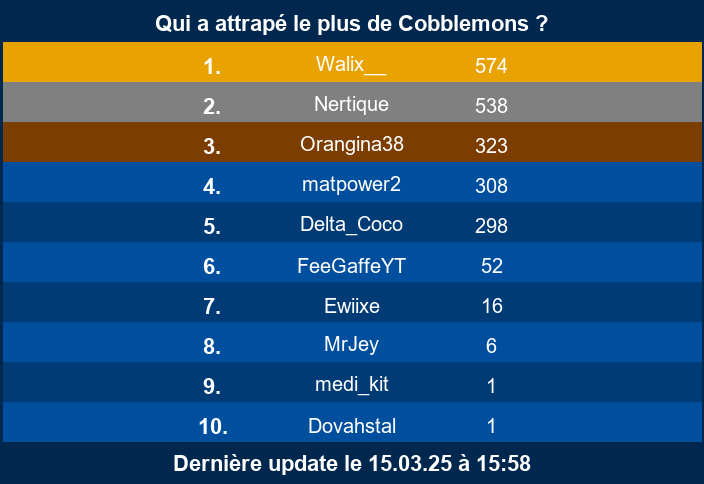 Qui a attrapé le plus de Cobblemons ?
1. Walix__ 574
2. Nertique 538
3. Orangina38 323
4. matpower2 308
5. Delta_Coco 298
6. FeeGaffeYT 52
7. Ewiixe 16
8. MrJey 6
9. medi_kit 1
10. Dovahstal 1
Dernière update le 15.03.25 à 15:58